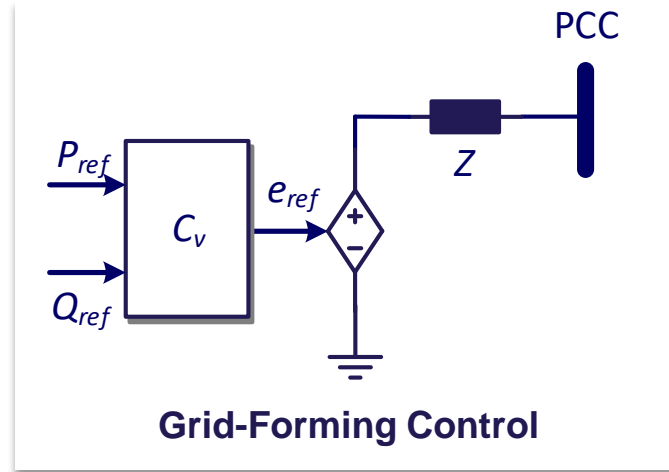 PCC
P_ref
e_ref
Z
C_v
Q_ref
+
−
Grid-Forming Control